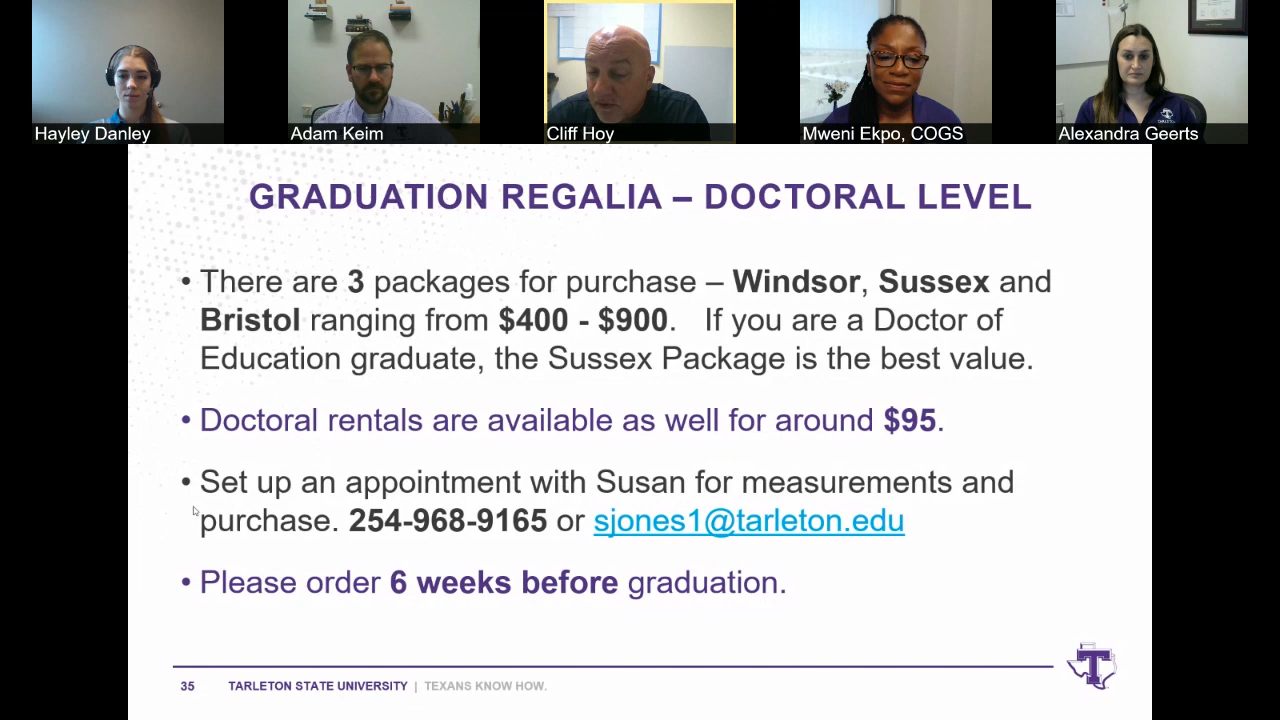 Hayley Danley
Adam Keim
Cliff Hoy
Mweni Ekpo, COGS
Alexandra Geerts
GRADUATION REGALIA – DOCTORAL LEVEL
• There are 3 packages for purchase – Windsor, Sussex and
Bristol ranging from $400 - $900. If you are a Doctor of
Education graduate, the Sussex Package is the best value.
• Doctoral rentals are available as well for around $95.
• Set up an appointment with Susan for measurements and
purchase. 254-968-9165 or sjones1@tarleton.edu
• Please order 6 weeks before graduation.
35 TARLETON STATE UNIVERSITY | TEXANS KNOW HOW.
T